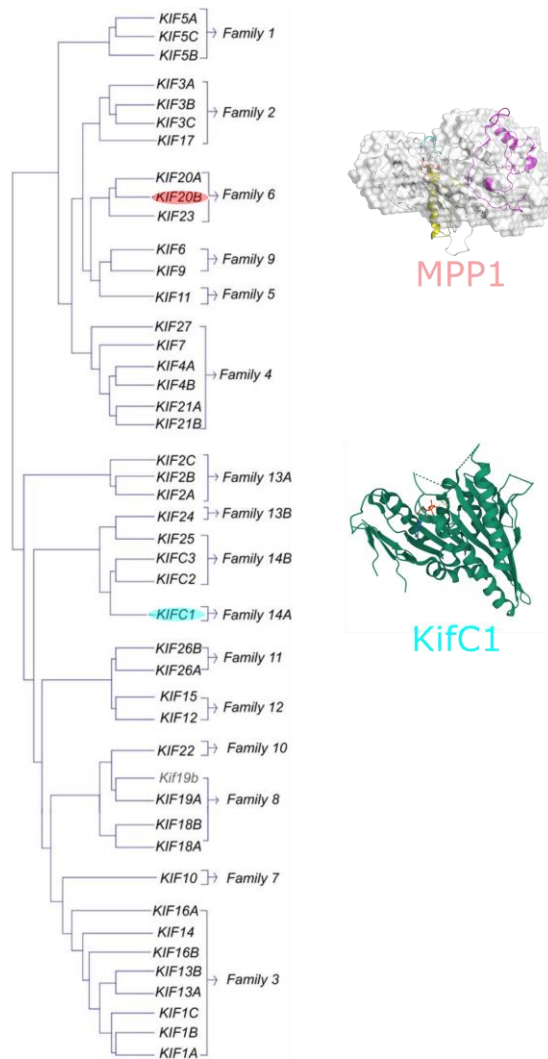 KIF5A
KIF5C
KIF5B
Family 1
KIF3A
KIF3B
KIF3C
KIF17
Family 2
KIF20A
KIF20B
KIF23
Family 6
KIF6
KIF9
Family 9
KIF11
Family 5
KIF27
KIF7
KIF4A
KIF4B
KIF21A
KIF21B
Family 4
KIF2C
KIF2B
KIF2A
Family 13A
KIF24
Family 13B
KIF25
KIFC3
KIFC2
Family 14B
KIFC1
Family 14A
KIF26B
KIF26A
Family 11
KIF15
KIF12
Family 12
KIF22
Family 10
Kif19b
KIF19A
KIF18B
KIF18A
Family 8
KIF10
Family 7
KIF16A
KIF14
KIF16B
KIF13B
KIF13A
KIF1C
KIF1B
KIF1A
Family 3
MPP1
KifC1